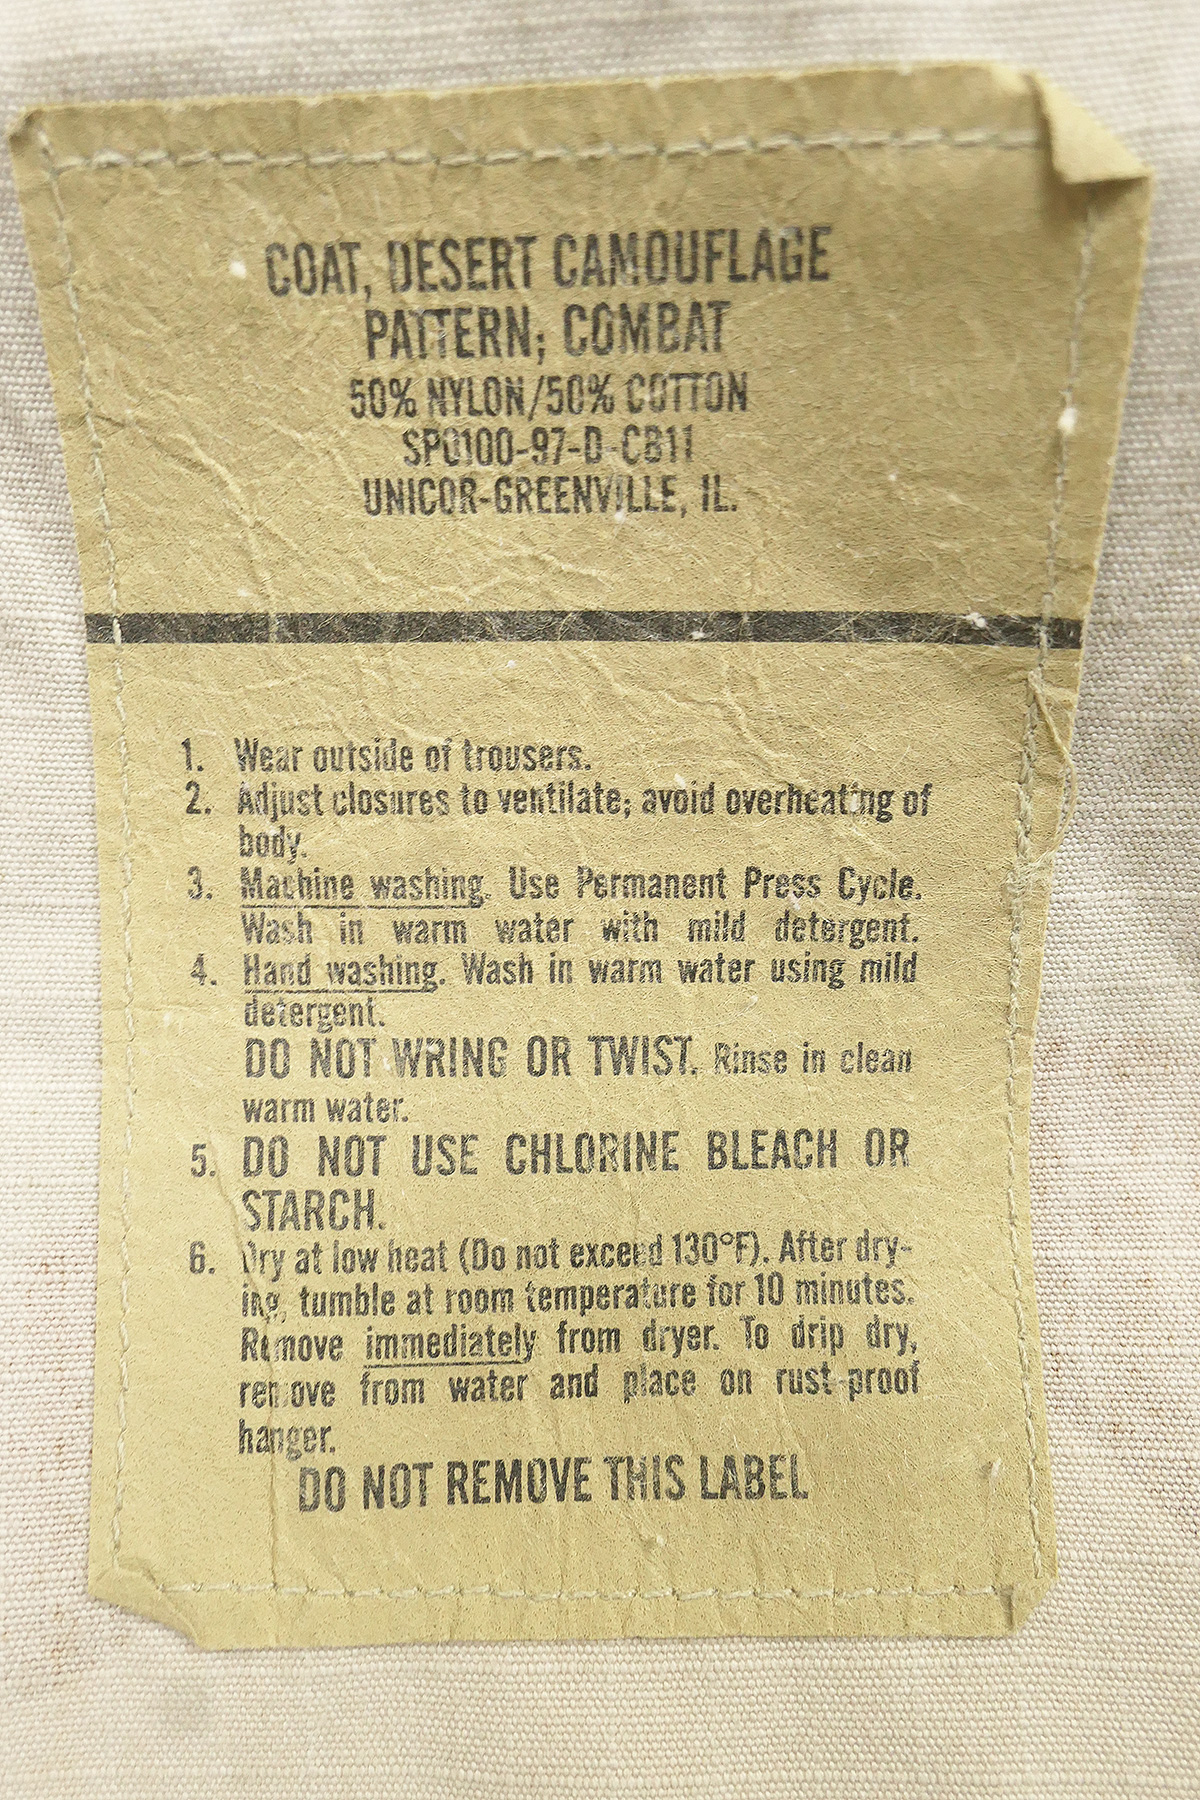 COAT, DESERT CAMOUFLAGE
PATTERN; COMBAT
50% NYLON/50% COTTON
SP0100-97-D-CB11
UNICOR-GREENVILLE, IL.
1. Wear outside of trousers.
2. Adjust closures to ventilate; avoid overheating of
body.
3. Machine washing. Use Permanent Press Cycle.
Wash in warm water with mild detergent.
4. Hand washing. Wash in warm water using mild
detergent.
DO NOT WRING OR TWIST. Rinse in clean
warm water.
5. DO NOT USE CHLORINE BLEACH OR
STARCH.
6. Dry at low heat (Do not exceed 130°F). After dry-
ing, tumble at room temperature for 10 minutes.
Remove immediately from dryer. To drip dry,
remove from water and place on rust-proof
hanger.
DO NOT REMOVE THIS LABEL